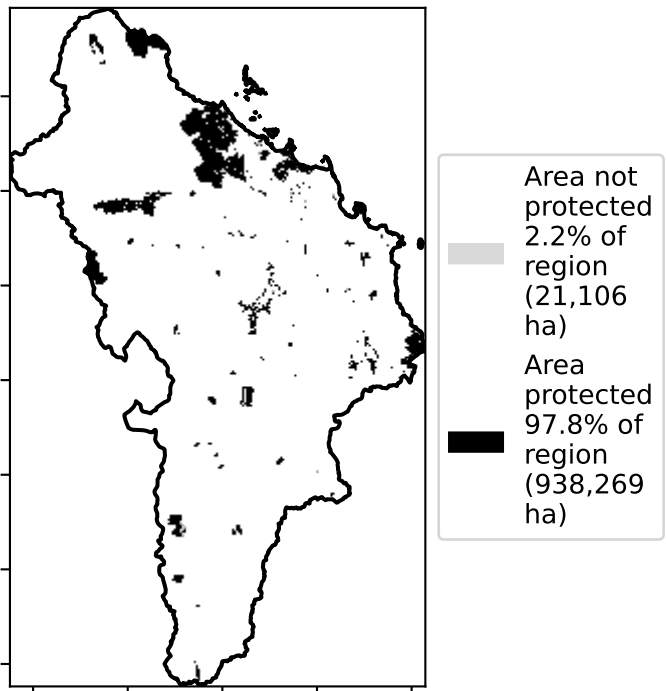 Area not
protected
2.2% of
region
(21,106
ha)
Area
protected
97.8% of
region
(938,269
ha)